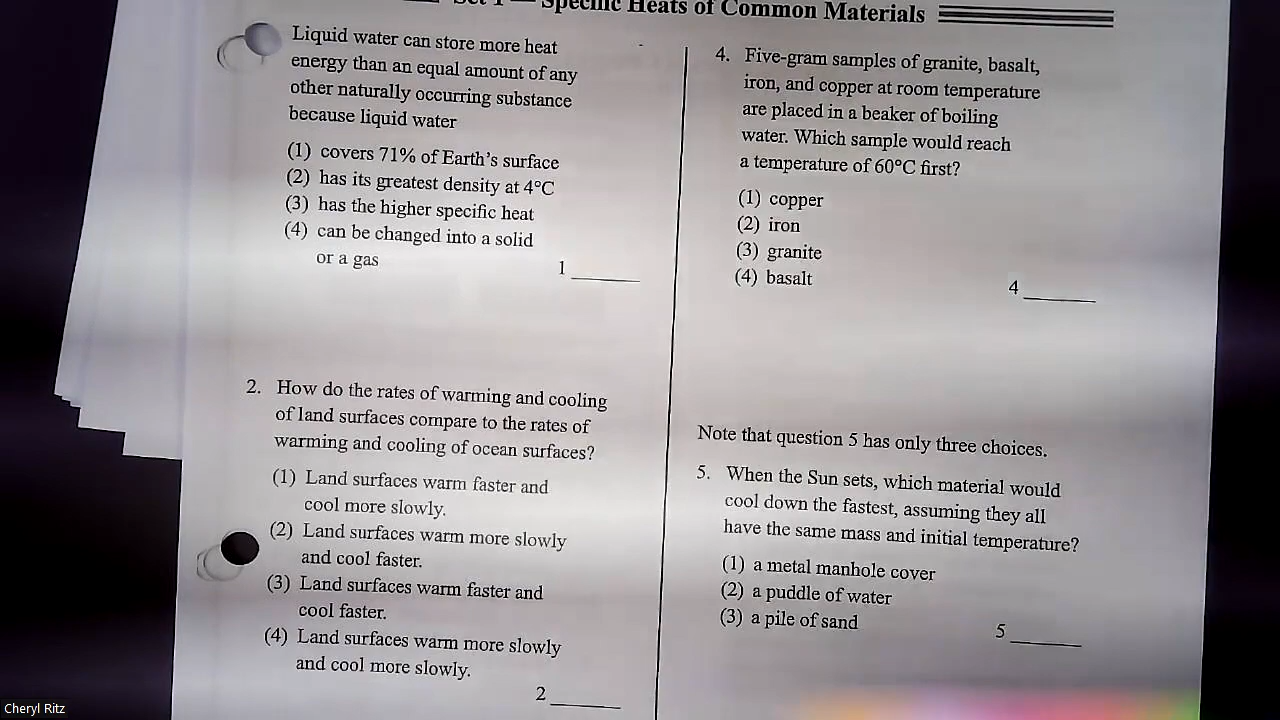 Set 1 — Specific Heats of Common Materials
Liquid water can store more heat
energy than an equal amount of any
other naturally occurring substance
because liquid water
(1) covers 71% of Earth's surface
(2) has its greatest density at 4°C
(3) has the higher specific heat
(4) can be changed into a solid
or a gas
1
2. How do the rates of warming and cooling
of land surfaces compare to the rates of
warming and cooling of ocean surfaces?
(1) Land surfaces warm faster and
cool more slowly.
(2) Land surfaces warm more slowly
and cool faster.
(3) Land surfaces warm faster and
cool faster.
(4) Land surfaces warm more slowly
and cool more slowly.
2
4. Five-gram samples of granite, basalt,
iron, and copper at room temperature
are placed in a beaker of boiling
water. Which sample would reach
a temperature of 60°C first?
(1) copper
(2) iron
(3) granite
(4) basalt
4
Note that question 5 has only three choices.
5. When the Sun sets, which material would
cool down the fastest, assuming they all
have the same mass and initial temperature?
(1) a metal manhole cover
(2) a puddle of water
(3) a pile of sand
5
Cheryl Ritz